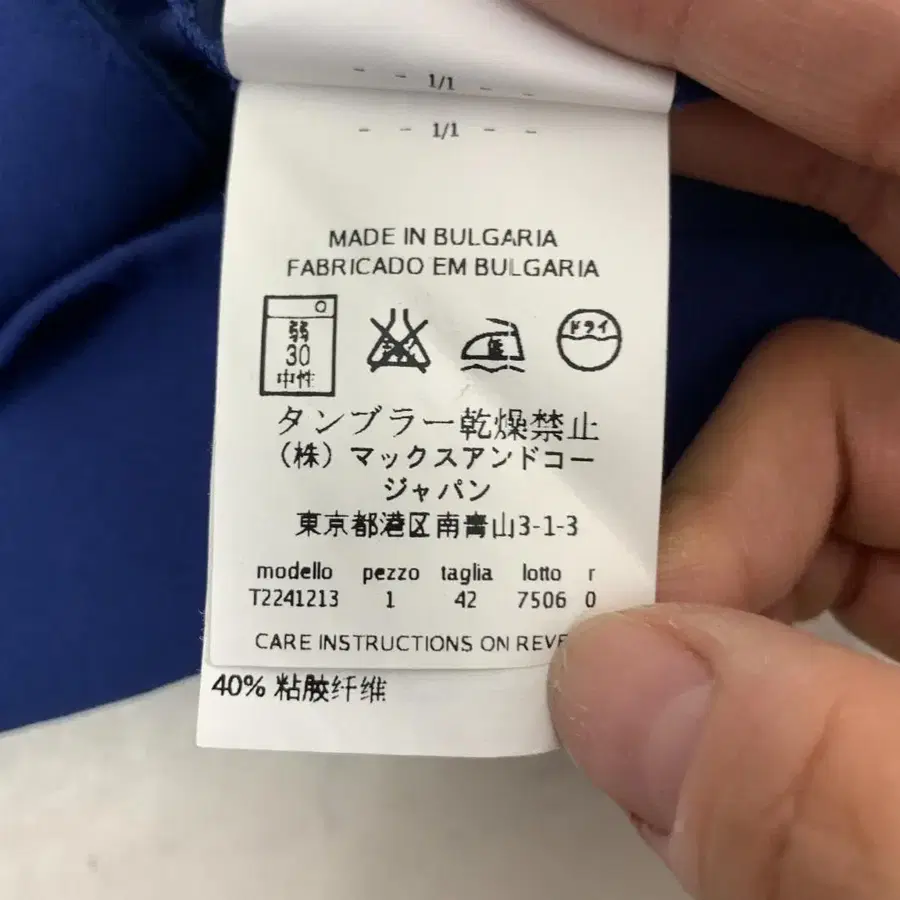 - - 1/1 - -
- - 1/1 - -
MADE IN BULGARIA
FABRICADO EM BULGARIA
弱
30
中性
低
ドライ
タンブラー乾燥禁止
（株）マックスアンドコー
ジャパン
東京都港区南青山3-1-3
modello pezzo taglia lotto r
T2241213 1 42 7506 0
CARE INSTRUCTIONS ON
40% 粘胶纤维